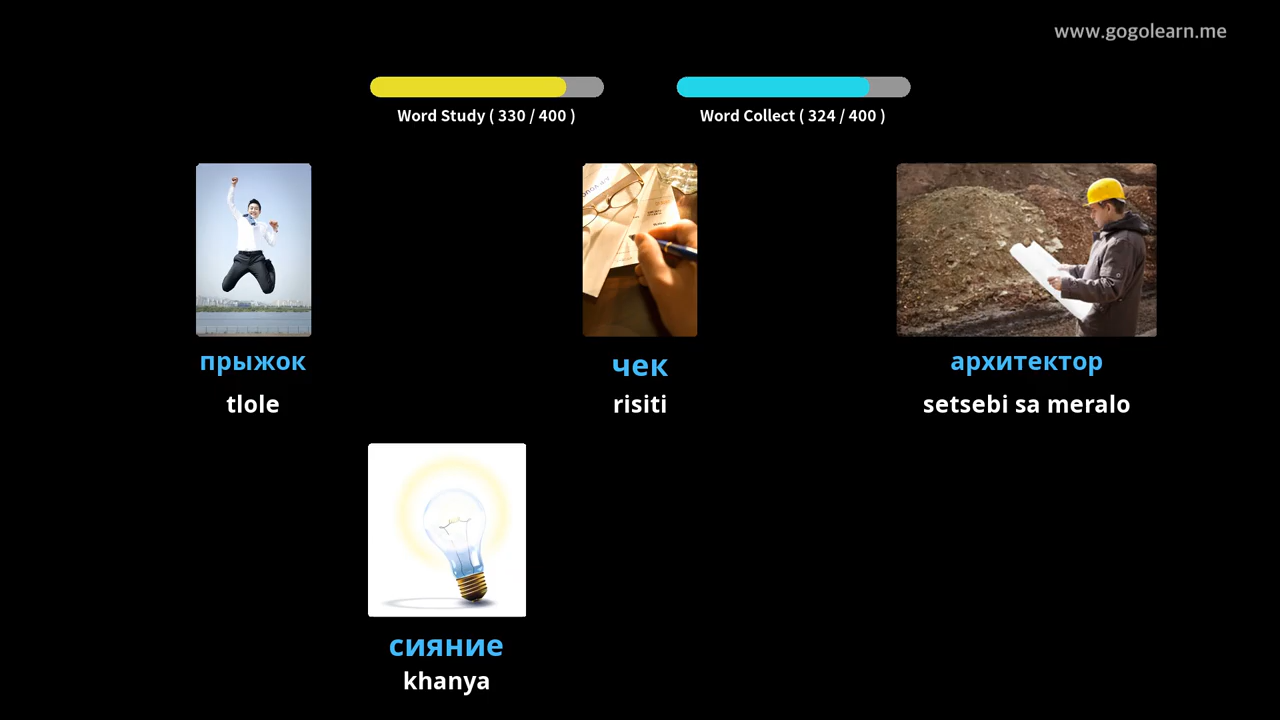 www.gogolearn.me
Word Study ( 330 / 400 )
Word Collect ( 324 / 400 )
прыжок
чек
архитектор
tlole
risiti
setsebi sa meralo
сияние
khanya